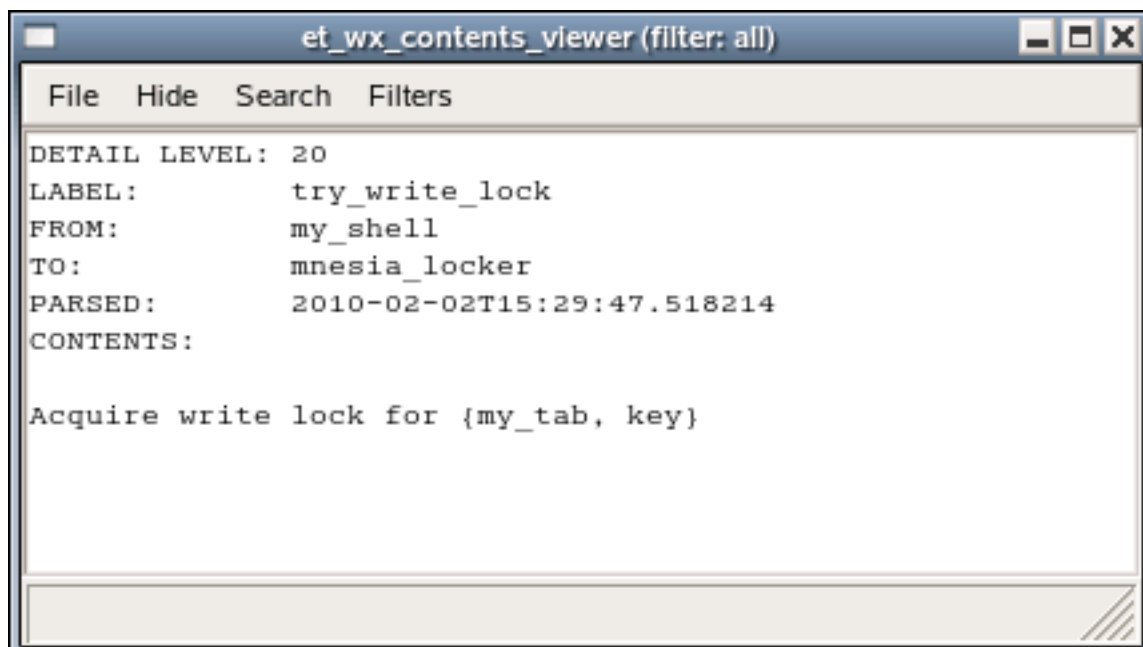 et_wx_contents_viewer (filter: all)
File Hide Search Filters
DETAIL LEVEL: 20
LABEL: try_write_lock
FROM: my_shell
TO: mnesia_locker
PARSED: 2010-02-02T15:29:47.518214
CONTENTS:
Acquire write lock for {my_tab, key}